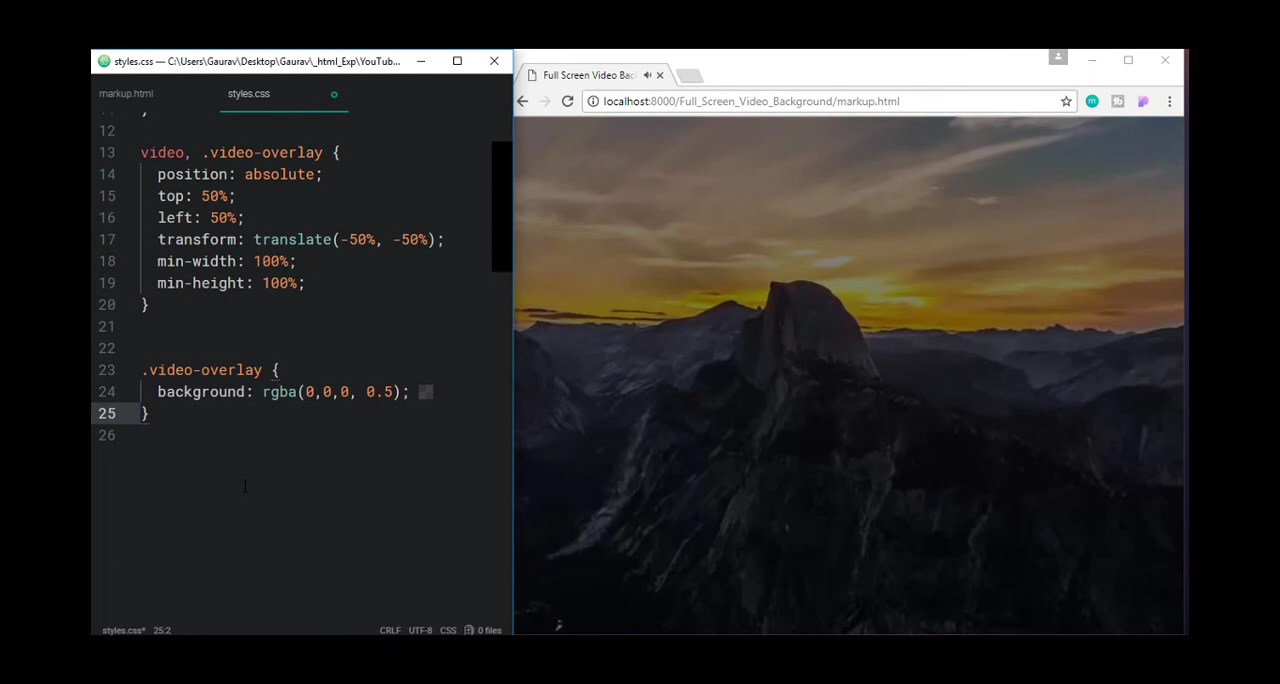 styles.css — C:\Users\Gaurav\Desktop\Gaurav\_html_Exp\YouTub...
markup.html
styles.css
12
13 video, .video-overlay {
14 position: absolute;
15 top: 50%;
16 left: 50%;
17 transform: translate(-50%, -50%);
18 min-width: 100%;
19 min-height: 100%;
20 }
21
22
23 .video-overlay {
24 background: rgba(0,0,0, 0.5);
25 }
26
styles.css* 25:2 CRLF UTF-8 CSS 0 files
Full Screen Video Bac
localhost:8000/Full_Screen_Video_Background/markup.html